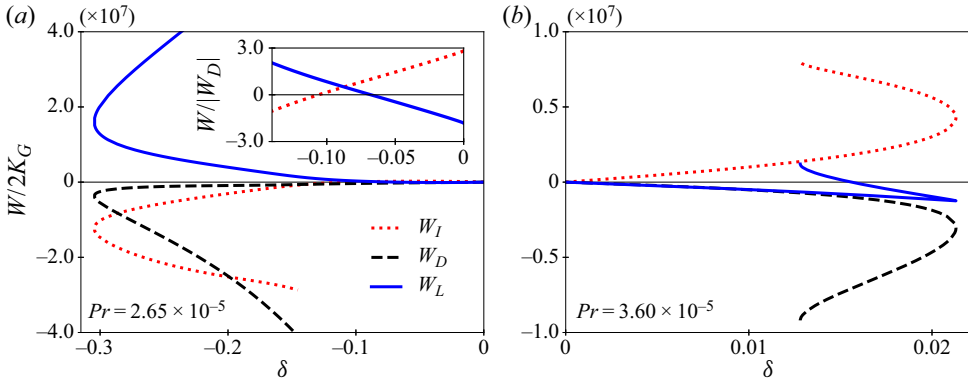 (a)
(×10⁷)
4.0
2.0
0
−2.0
−4.0
W/2K_G
−0.3
−0.2
−0.1
0
δ
W/|W_D|
3.0
0
−3.0
−0.10
−0.05
0
W_I
W_D
W_L
Pr = 2.65 × 10⁻⁵
(b)
(×10⁷)
1.0
0.5
0
−0.5
−1.0
0
0.01
0.02
δ
Pr = 3.60 × 10⁻⁵